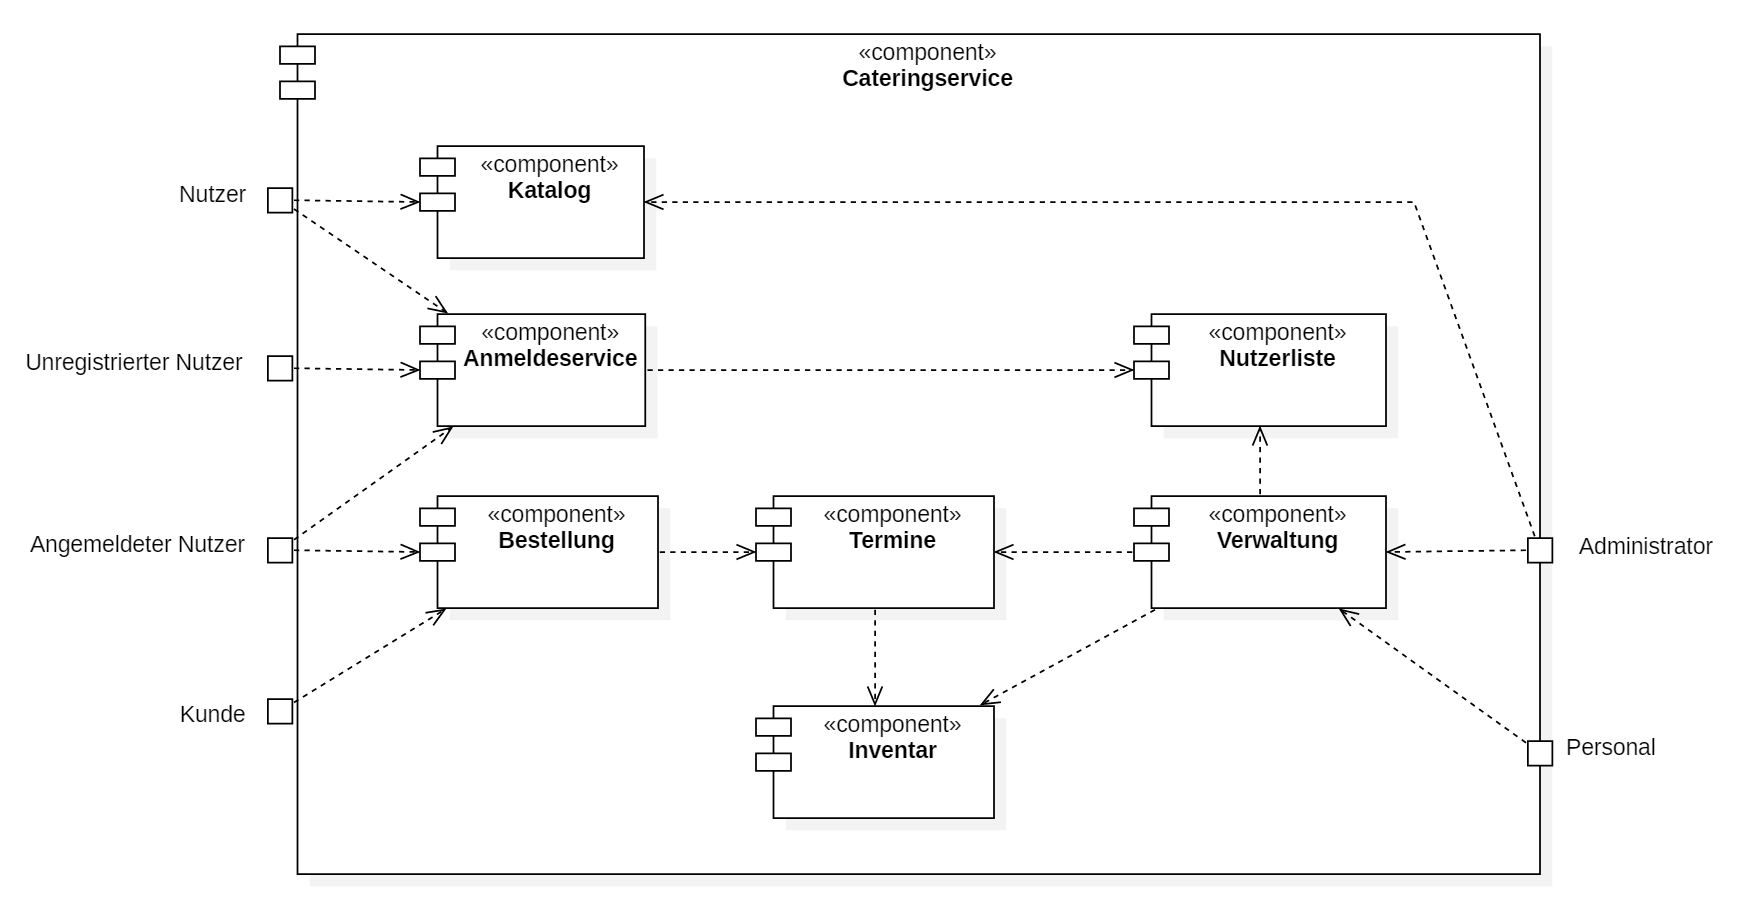 «component»
Cateringservice
«component»
Katalog
Nutzer
«component»
Anmeldeservice
«component»
Nutzerliste
Unregistrierter Nutzer
«component»
Bestellung
«component»
Termine
«component»
Verwaltung
Angemeldeter Nutzer
Administrator
Kunde
«component»
Inventar
Personal